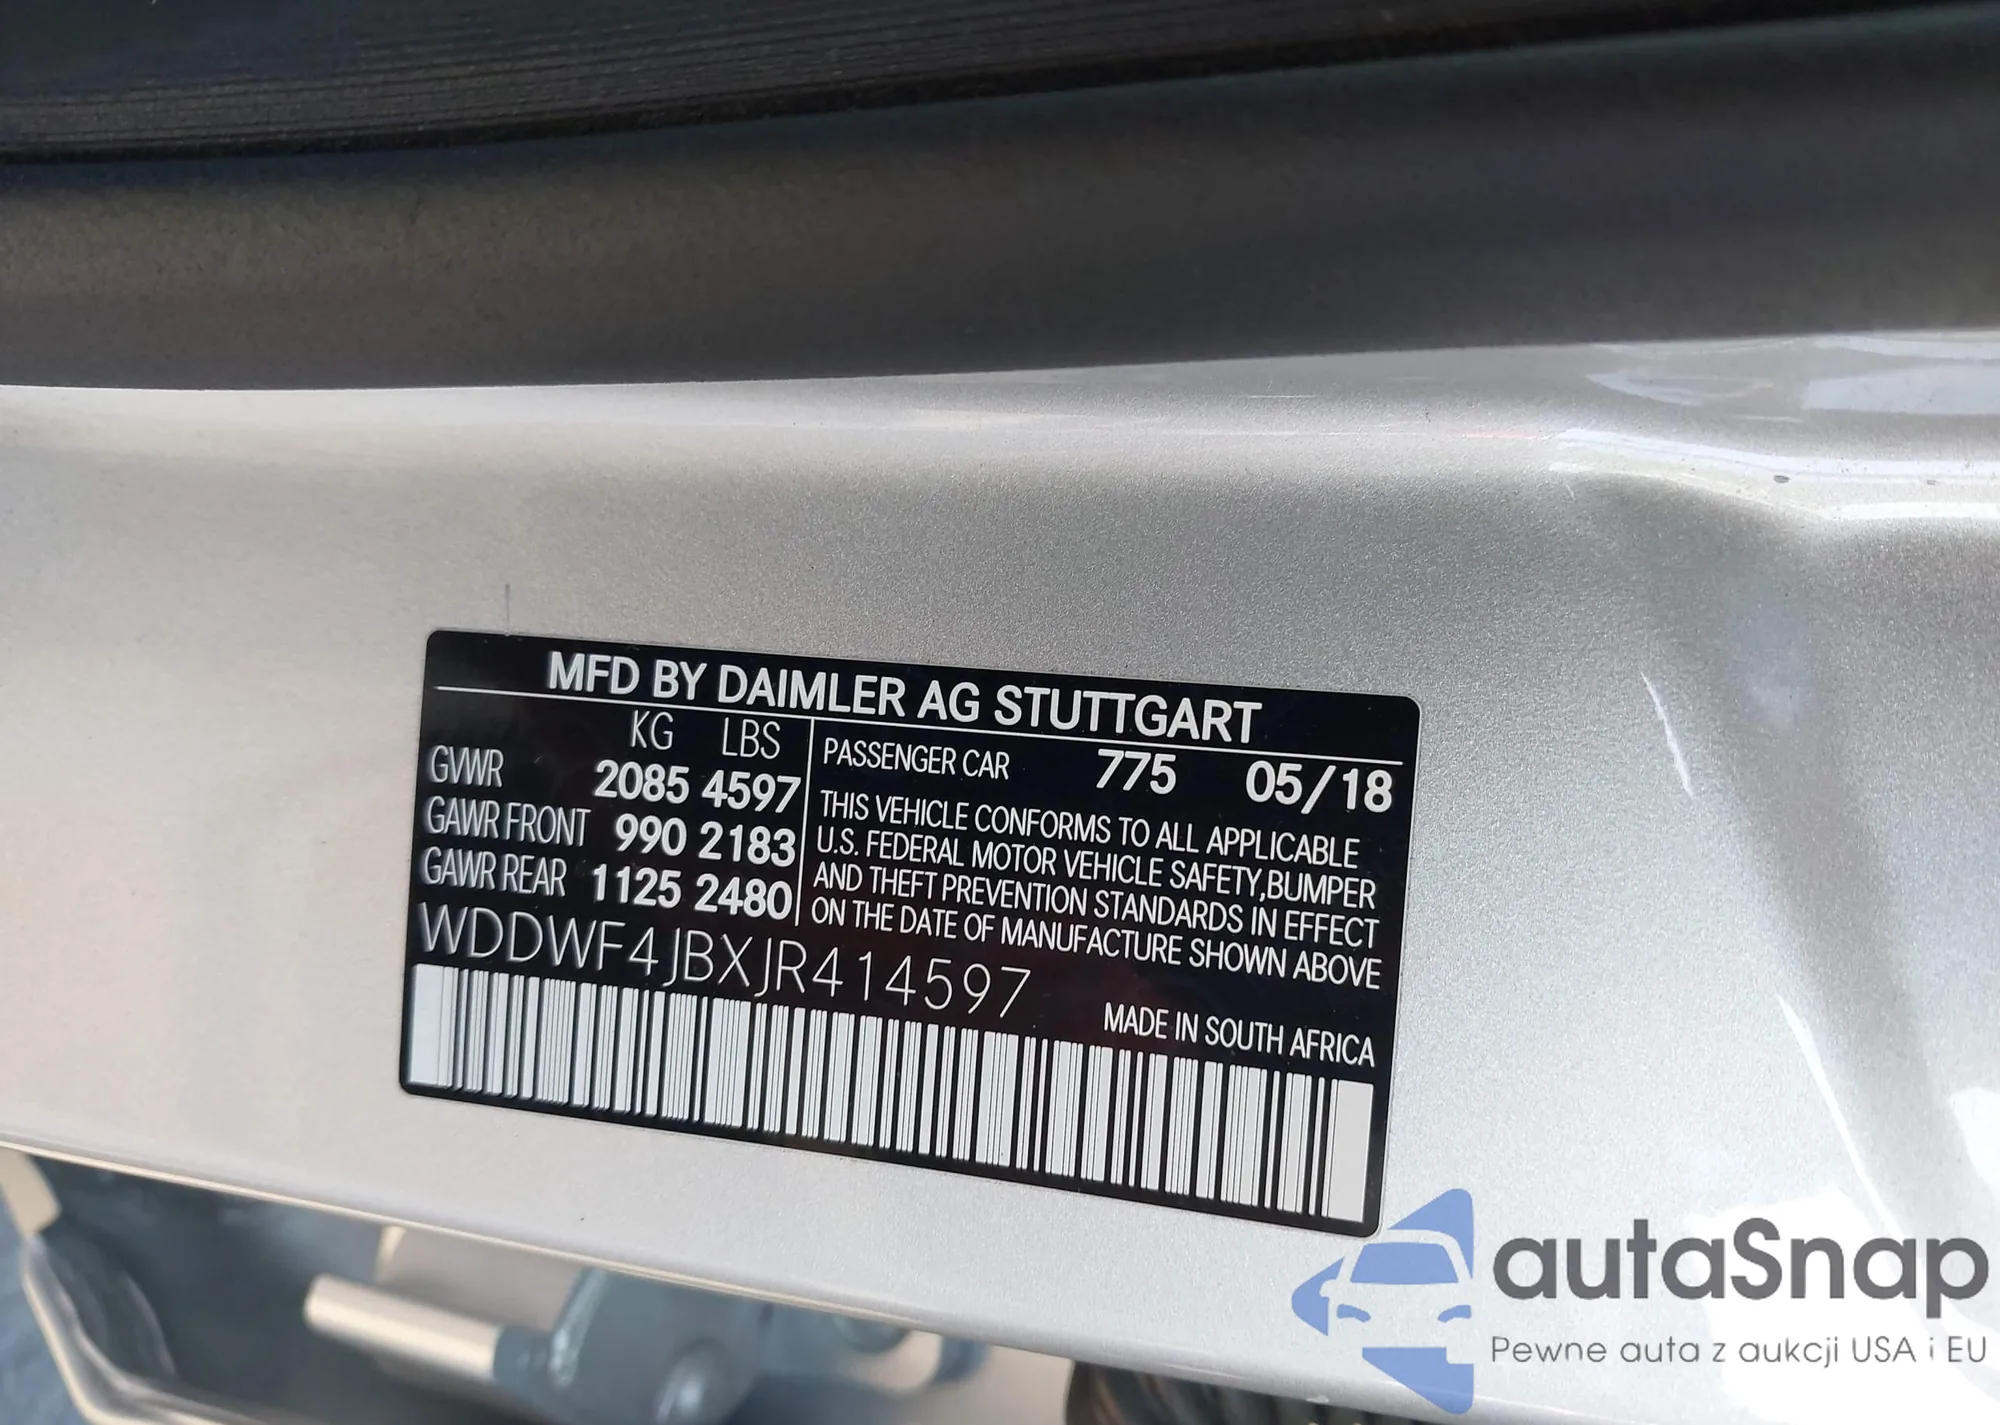 MFD BY DAIMLER AG STUTTGART
KG LBS
GVWR 2085 4597
GAWR FRONT 990 2183
GAWR REAR 1125 2480
PASSENGER CAR 775 05/18
THIS VEHICLE CONFORMS TO ALL APPLICABLE
U.S. FEDERAL MOTOR VEHICLE SAFETY,BUMPER
AND THEFT PREVENTION STANDARDS IN EFFECT
ON THE DATE OF MANUFACTURE SHOWN ABOVE
WDDWF4JBXJR414597
MADE IN SOUTH AFRICA
autaSnap
Pewne auta z aukcji USA i EU